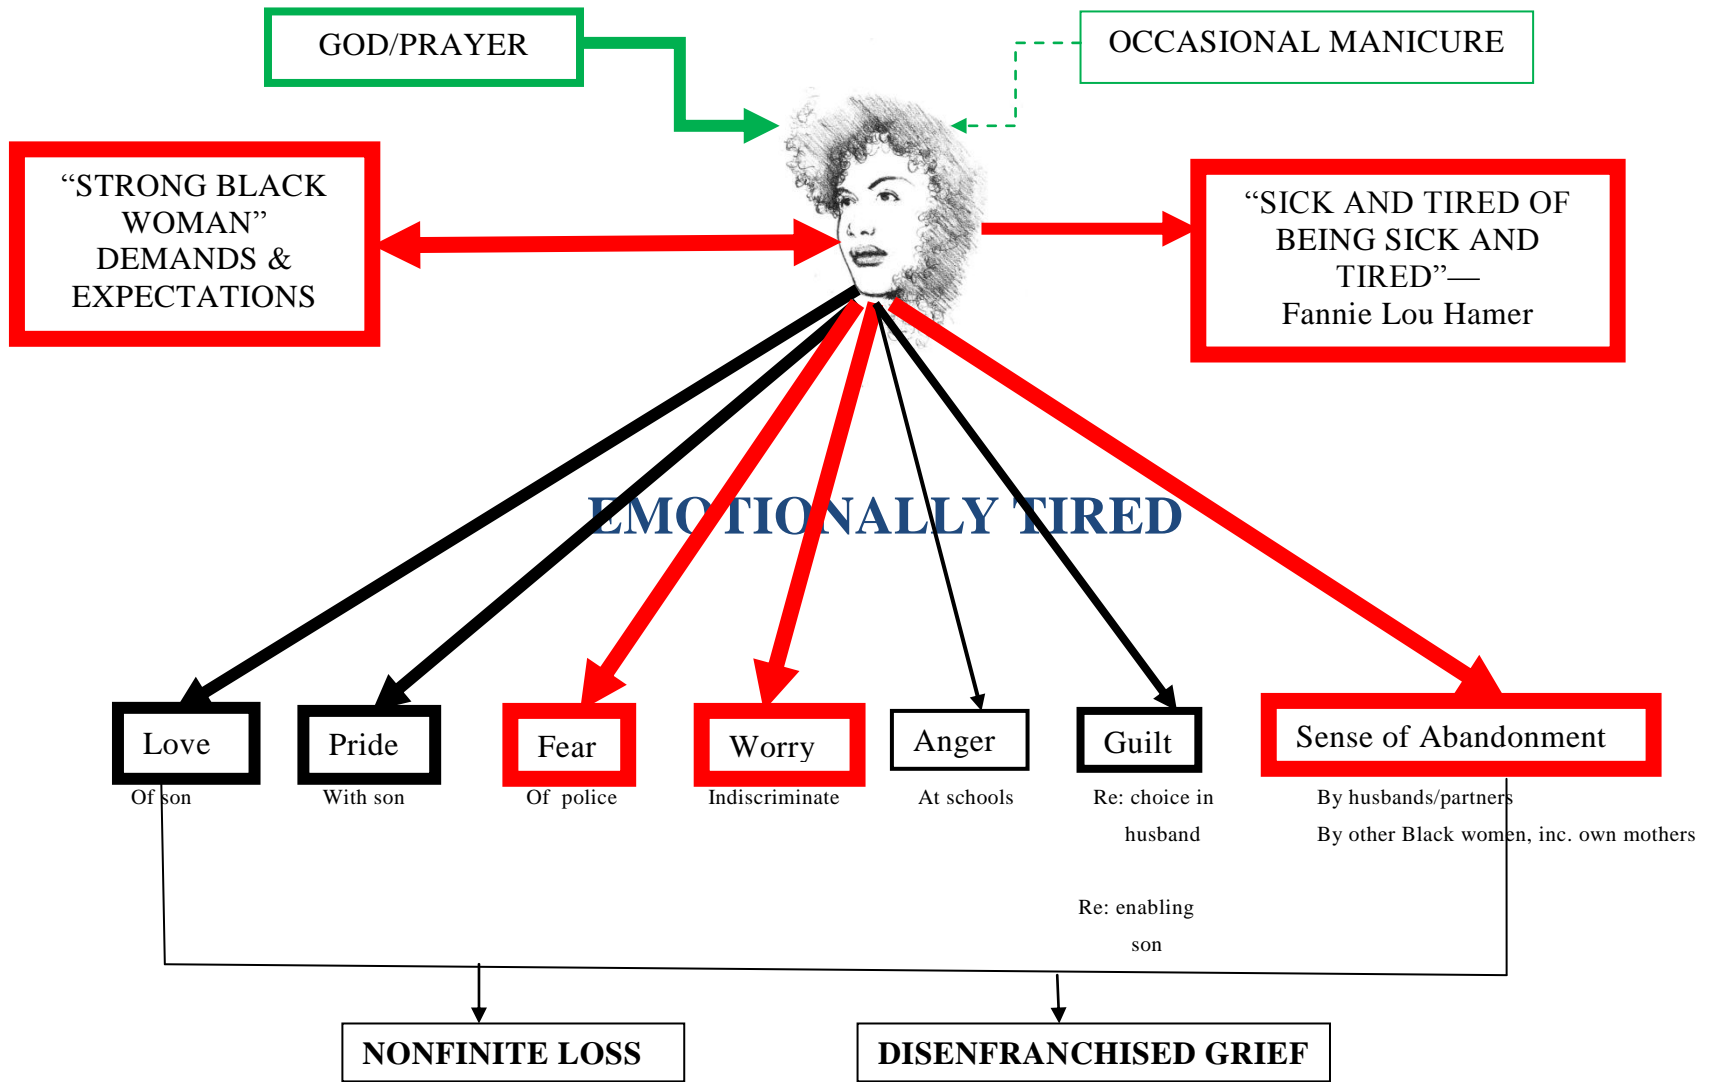 GOD/PRAYER
OCCASIONAL MANICURE
“STRONG BLACK
WOMAN”
DEMANDS &
EXPECTATIONS
“SICK AND TIRED OF
BEING SICK AND
TIRED”—
Fannie Lou Hamer
EMOTIONALLY TIRED
Love
Pride
Fear
Worry
Anger
Guilt
Sense of Abandonment
Of son
With son
Of police
Indiscriminate
At schools
Re: choice in
husband
Re: enabling
son
By husbands/partners
By other Black women, inc. own mothers
NONFINITE LOSS
DISENFRANCHISED GRIEF